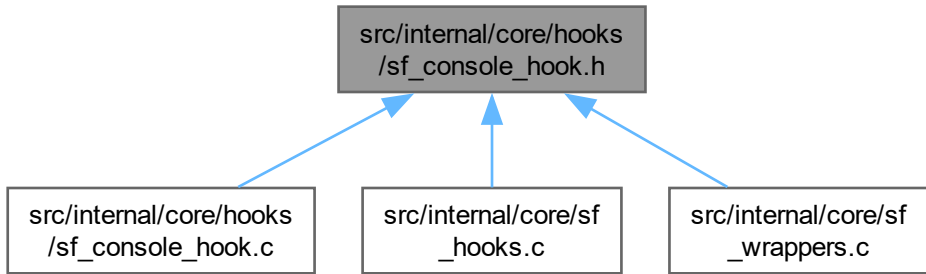 src/internal/core/hooks
/sf_console_hook.h
src/internal/core/hooks
/sf_console_hook.c
src/internal/core/sf
_hooks.c
src/internal/core/sf
_wrappers.c